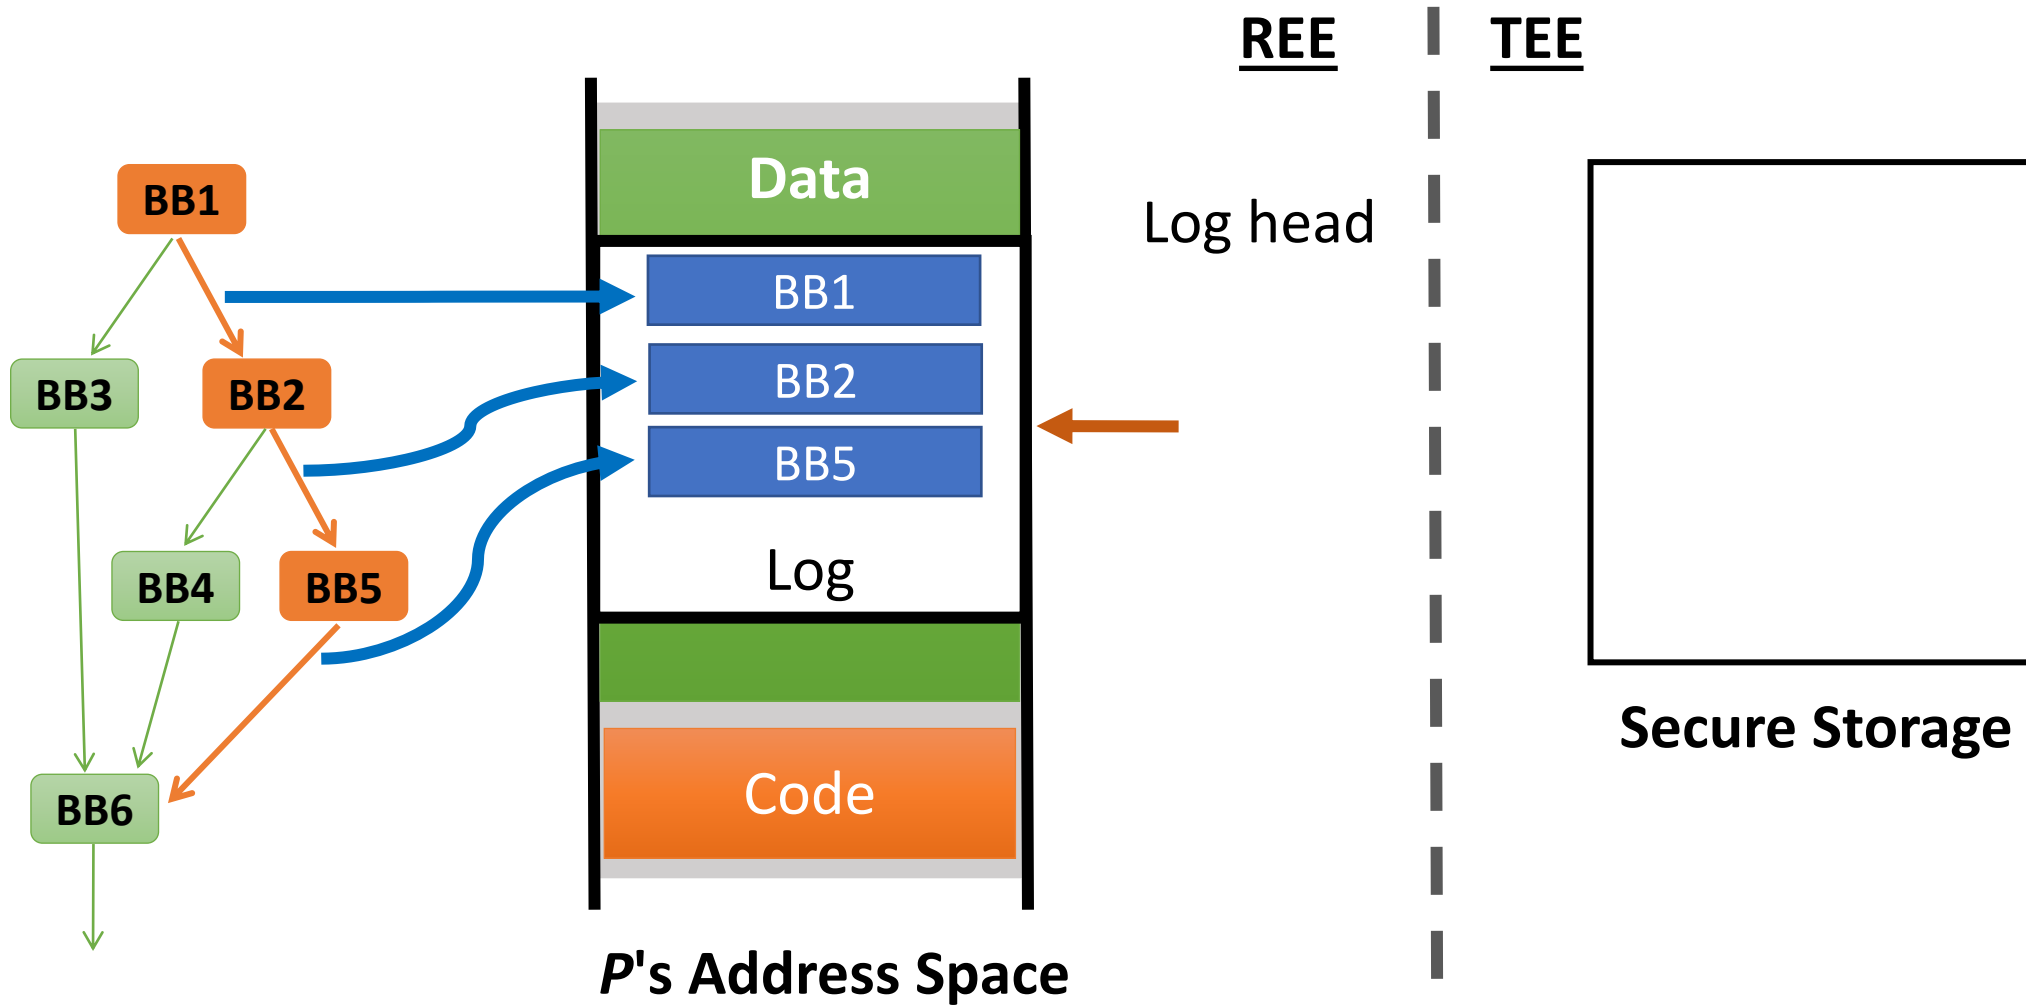 REE
TEE
Data
BB1
Log head
BB1
BB3
BB2
BB2
BB5
BB4
BB5
Log
Secure Storage
BB6
Code
P's Address Space